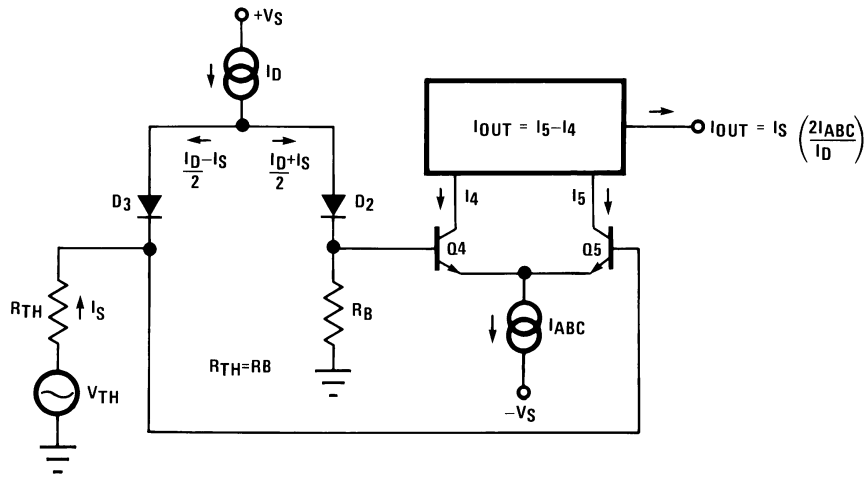 +VS
ID
IOUT = I5–I4
IOUT = IS (2IABC/ID)
ID/2–IS
ID/2+IS
D3
D2
I4
I5
Q4
Q5
RTH
IS
RB
IABC
RTH=RB
VTH
–VS